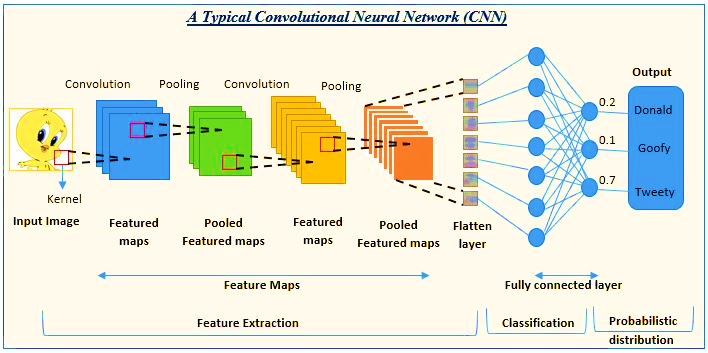 A Typical Convolutional Neural Network (CNN)
Convolution
Pooling
Convolution
Pooling
Output
0.2
Donald
0.1
Goofy
0.7
Tweety
Kernel
Input Image
Featured
maps
Pooled
Featured maps
Featured
maps
Pooled
Featured maps
Flatten
layer
Feature Maps
Fully connected layer
Feature Extraction
Classification
Probabilistic
distribution